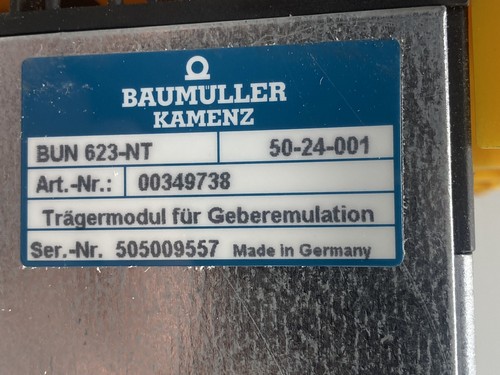 BAUMÜLLER
KAMENZ
BUN 623-NT 50-24-001
Art.-Nr.: 00349738
Trägermodul für Geberemulation
Ser.-Nr. 505009557 Made in Germany